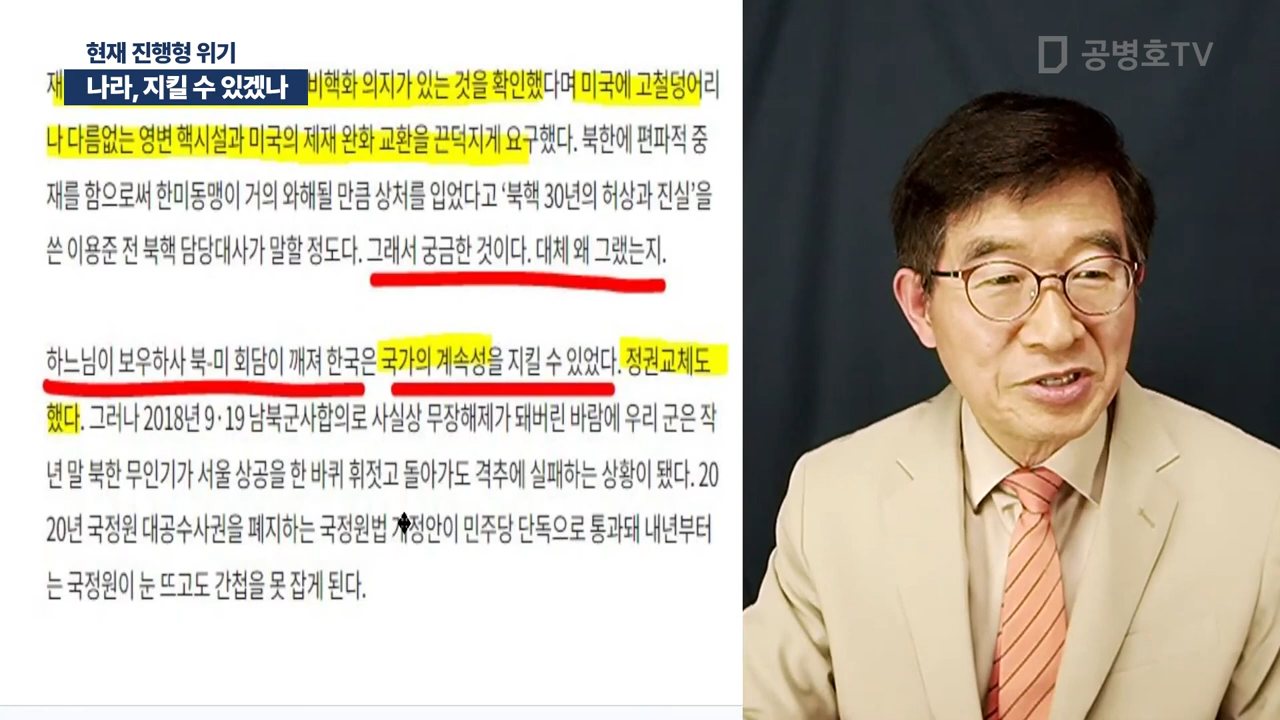 현재 진행형 위기
나라, 지킬 수 있겠나
공병호TV
재
비핵화 의지가 있는 것을 확인했다며 미국에 고철덩어리
나 다름없는 영변 핵시설과 미국의 제재 완화 교환을 끈덕지게 요구했다. 북한에 편파적 중
재를 함으로써 한미동맹이 거의 와해될 만큼 상처를 입었다고 ‘북핵 30년의 허상과 진실’을
쓴 이용준 전 북핵 담당대사가 말할 정도다. 그래서 궁금한 것이다. 대체 왜 그랬는지.
하느님이 보우하사 북-미 회담이 깨져 한국은 국가의 계속성을 지킬 수 있었다. 정권교체도
했다. 그러나 2018년 9·19 남북군사합의로 사실상 무장해제가 돼버린 바람에 우리 군은 작
년 말 북한 무인기가 서울 상공을 한 바퀴 휘젓고 돌아가도 격추에 실패하는 상황이 됐다. 20
20년 국정원 대공수사권을 폐지하는 국정원법 개정안이 민주당 단독으로 통과돼 내년부터
는 국정원이 눈 뜨고도 간첩을 못 잡게 된다.